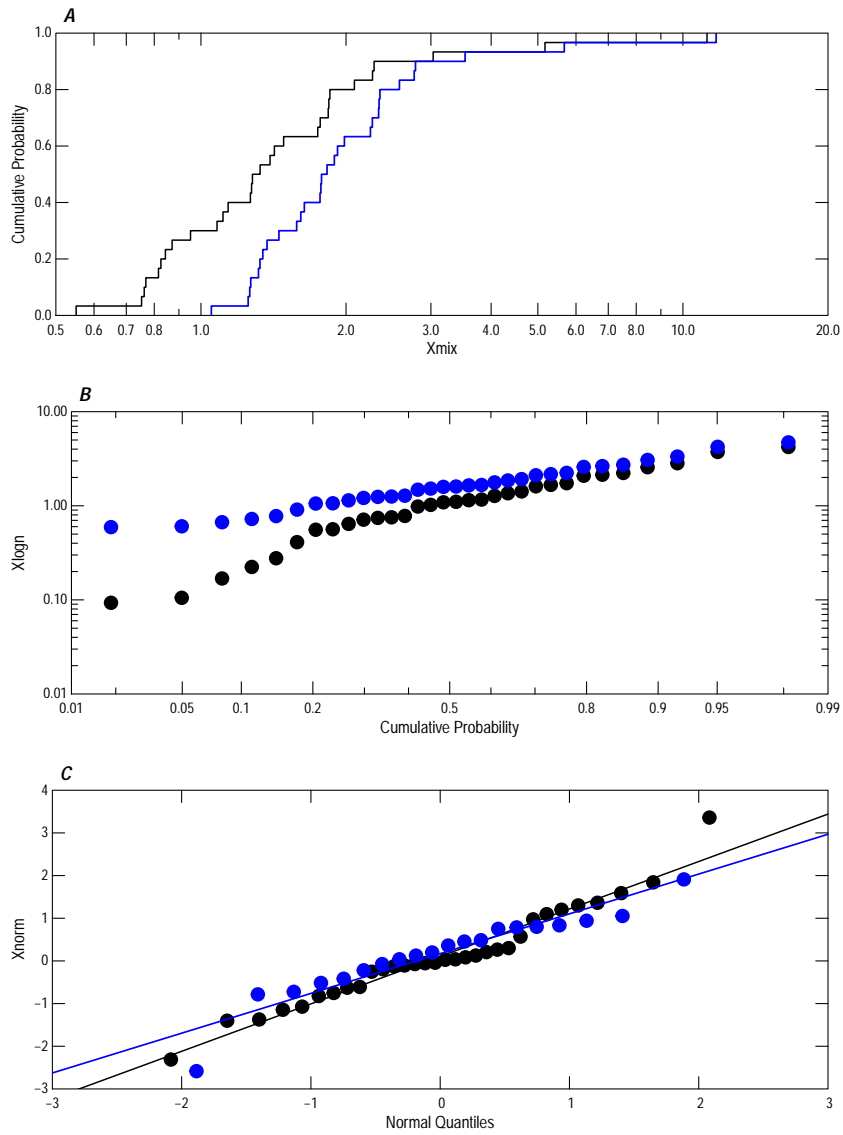 A
1.0
0.8
0.6
0.4
0.2
0.0
Cumulative Probability
0.5 0.6 0.7 0.8 1.0 2.0 3.0 4.0 5.0 6.0 7.0 8.0 10.0 20.0
Xmix
B
10.00
1.00
0.10
0.01
Xlogn
0.01 0.05 0.1 0.2 0.5 0.8 0.9 0.95 0.99
Cumulative Probability
C
4
3
2
1
0
−1
−2
−3
Xnorm
−3 −2 −1 0 1 2 3
Normal Quantiles